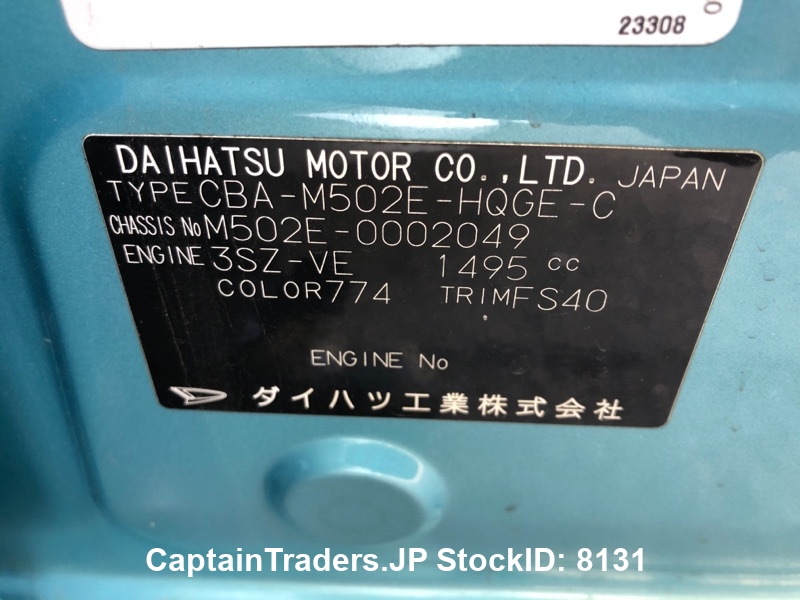 0
23308
DAIHATSU MOTOR CO.,LTD. JAPAN
TYPE CBA-M502E-HQGE-C
CHASSIS No M502E-0002049
ENGINE 3SZ-VE 1495 cc
COLOR 774 TRIM FS40
ENGINE No
ダイハツ工業株式会社
CaptainTraders.JP StockID: 8131